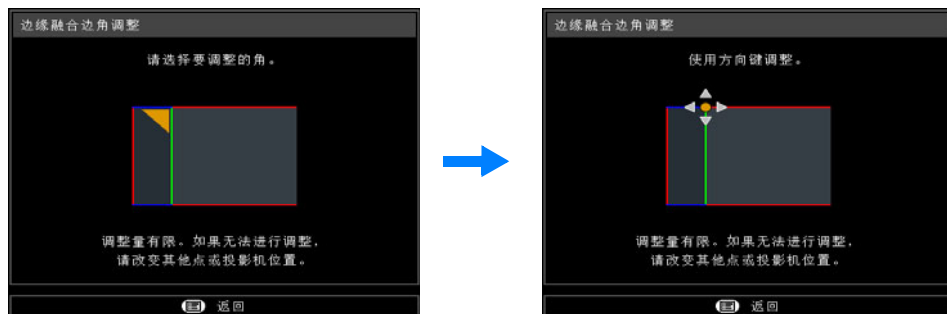 边缘融合边角调整
请选择要调整的角。
调整量有限。如果无法进行调整，
请改变其他点或投影机位置。
返回
边缘融合边角调整
使用方向键调整。
调整量有限。如果无法进行调整，
请改变其他点或投影机位置。
返回